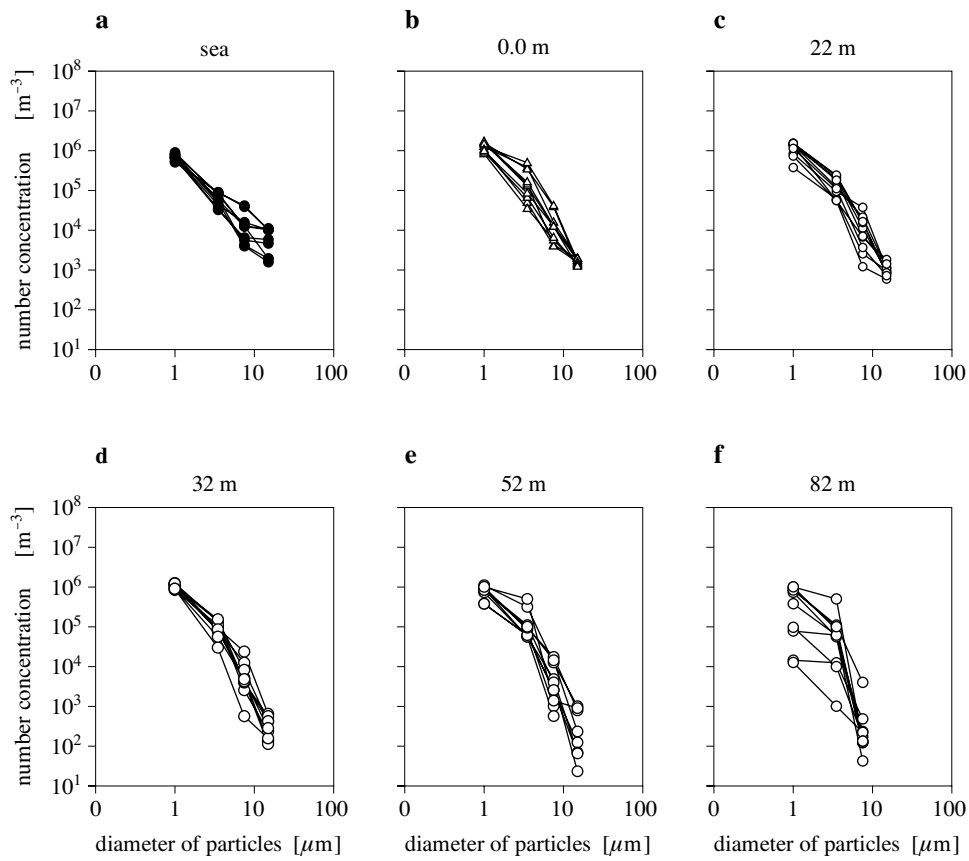 a b c
sea 0.0 m 22 m
number concentration [m⁻³]
10⁸
10⁷
10⁶
10⁵
10⁴
10³
10²
10¹
0 1 10 100 0 1 10 100 0 1 10 100
d e f
32 m 52 m 82 m
number concentration [m⁻³]
10⁸
10⁷
10⁶
10⁵
10⁴
10³
10²
10¹
0 1 10 100 0 1 10 100 0 1 10 100
diameter of particles [μm] diameter of particles [μm] diameter of particles [μm]